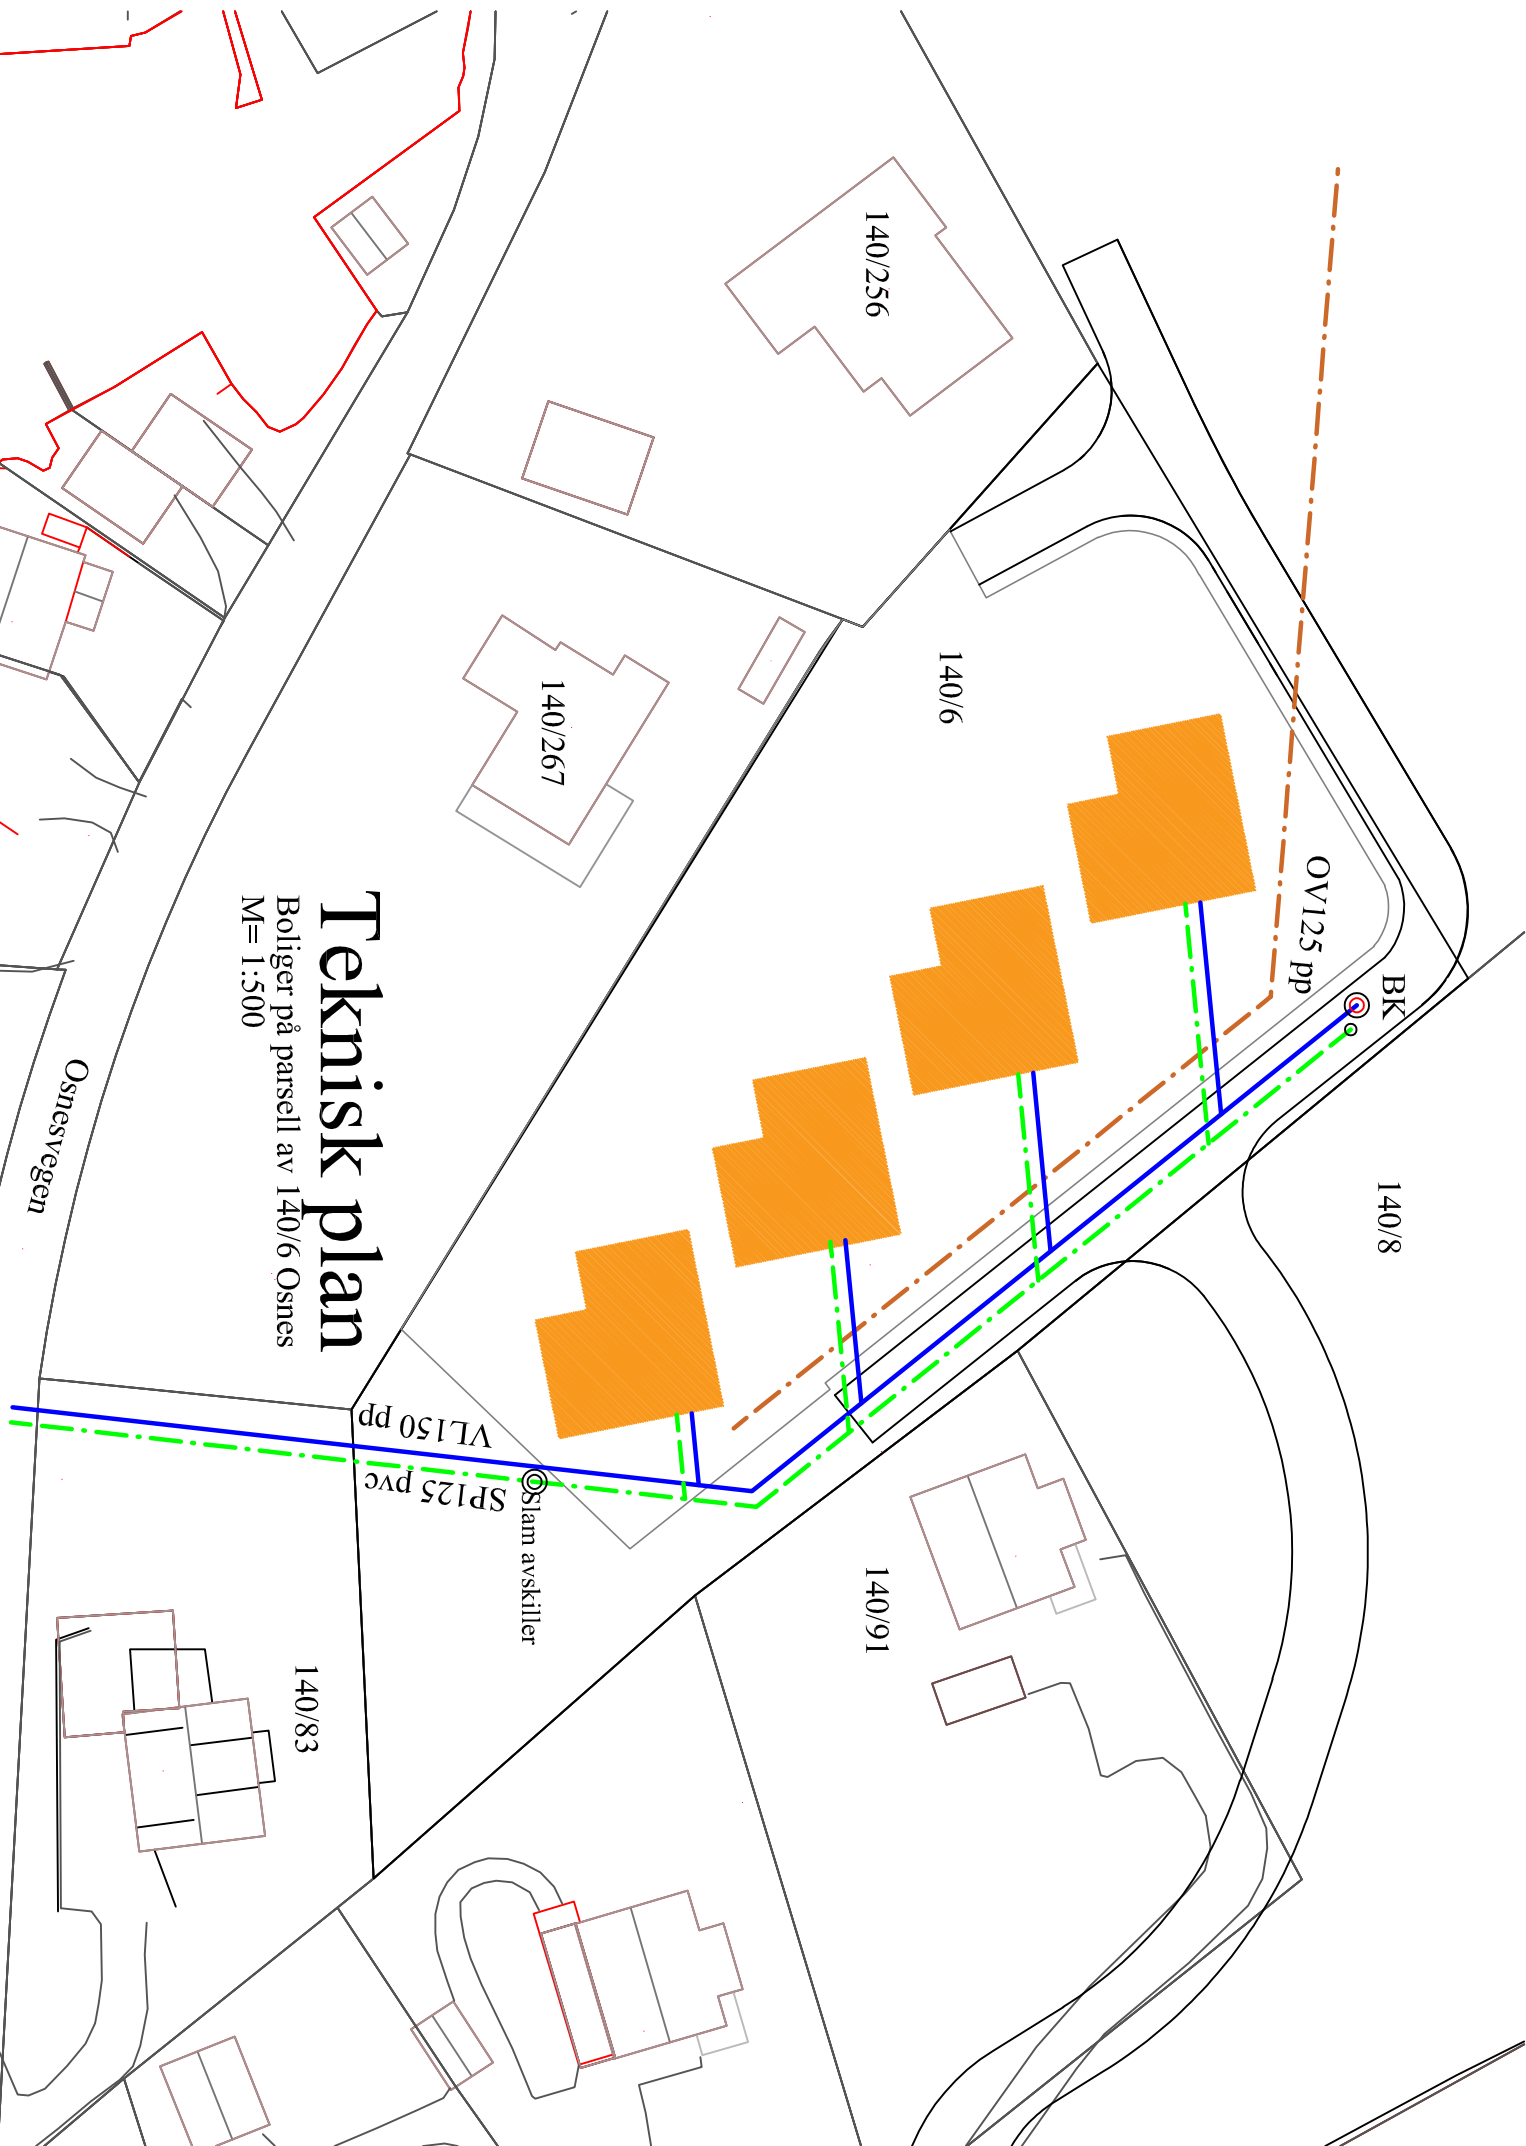 Teknisk plan
Boliger på parsell av 140/6 Osnes
M= 1:500
BK
140/8
OV125 pp
140/6
140/256
140/267
140/91
140/83
VL150 pp
SP125 pvc
Slam avskiller
Osnesvegen